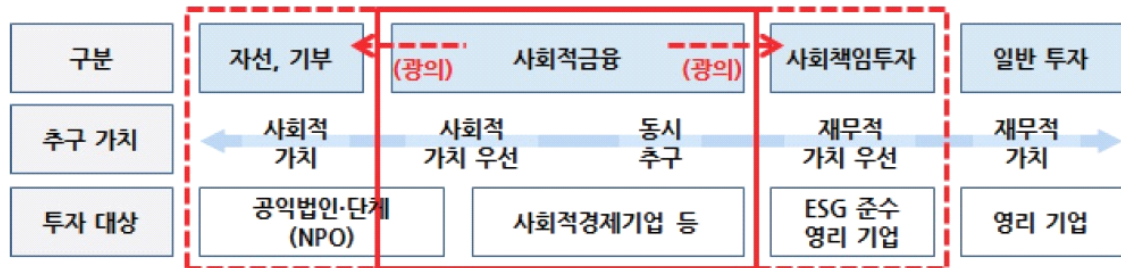 구분
자선, 기부
(광의)
사회적금융
(광의)
사회책임투자
일반 투자
추구 가치
사회적
가치
사회적
가치 우선
동시
추구
재무적
가치 우선
재무적
가치
투자 대상
공익법인·단체
(NPO)
사회적경제기업 등
ESG 준수
영리 기업
영리 기업